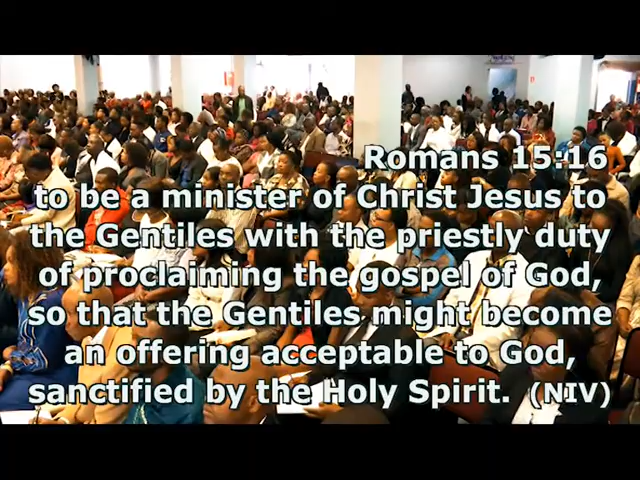 Romans 15:16
to be a minister of Christ Jesus to
the Gentiles with the priestly duty
of proclaiming the gospel of God,
so that the Gentiles might become
an offering acceptable to God,
sanctified by the Holy Spirit. (NIV)